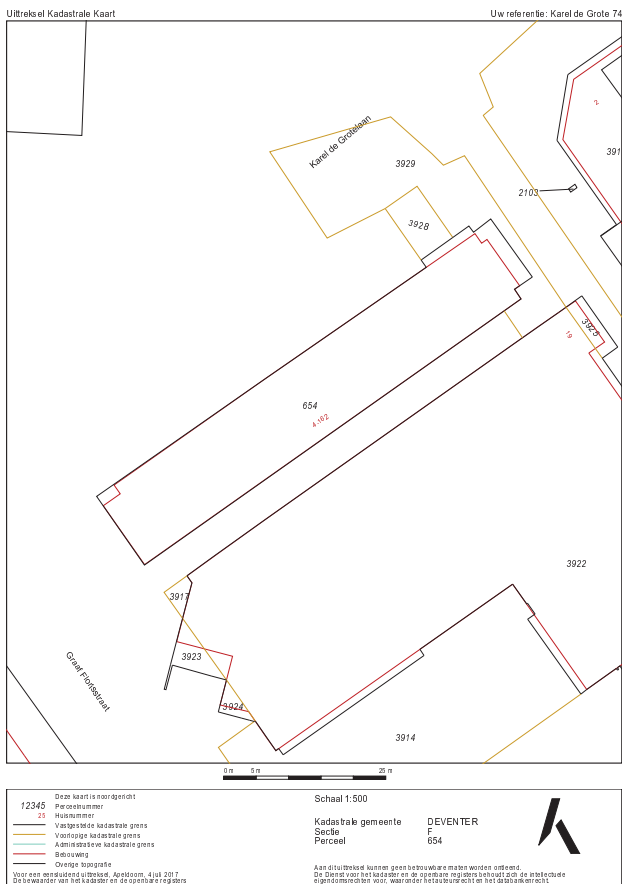 Uittreksel Kadastrale Kaart
Uw referentie: Karel de Grote 74
Karel de Grotelaan
3929
2
391
2103
3928
3925
19
654
3922
3917
3923
3924
Graaf Florisstraat
3914
0 m 5 m 25 m
Deze kaart is noordgericht
12345 Perceelnummer
25 Huisnummer
Vastgestelde kadastrale grens
Voorlopige kadastrale grens
Administratieve kadastrale grens
Bebouwing
Overige topografie
Voor een eensluidend uittreksel, Apeldoorn, 4 juli 2017
De bewaarder van het kadaster en de openbare registers
Schaal 1:500
Kadastrale gemeente DEVENTER
Sectie F
Perceel 654
Aan dit uittreksel kunnen geen betrouwbare maten worden ontleend.
De Dienst voor het kadaster en de openbare registers behoudt zich de intellectuele
eigendomsrechten voor, waaronder het auteursrecht en het databankenrecht.